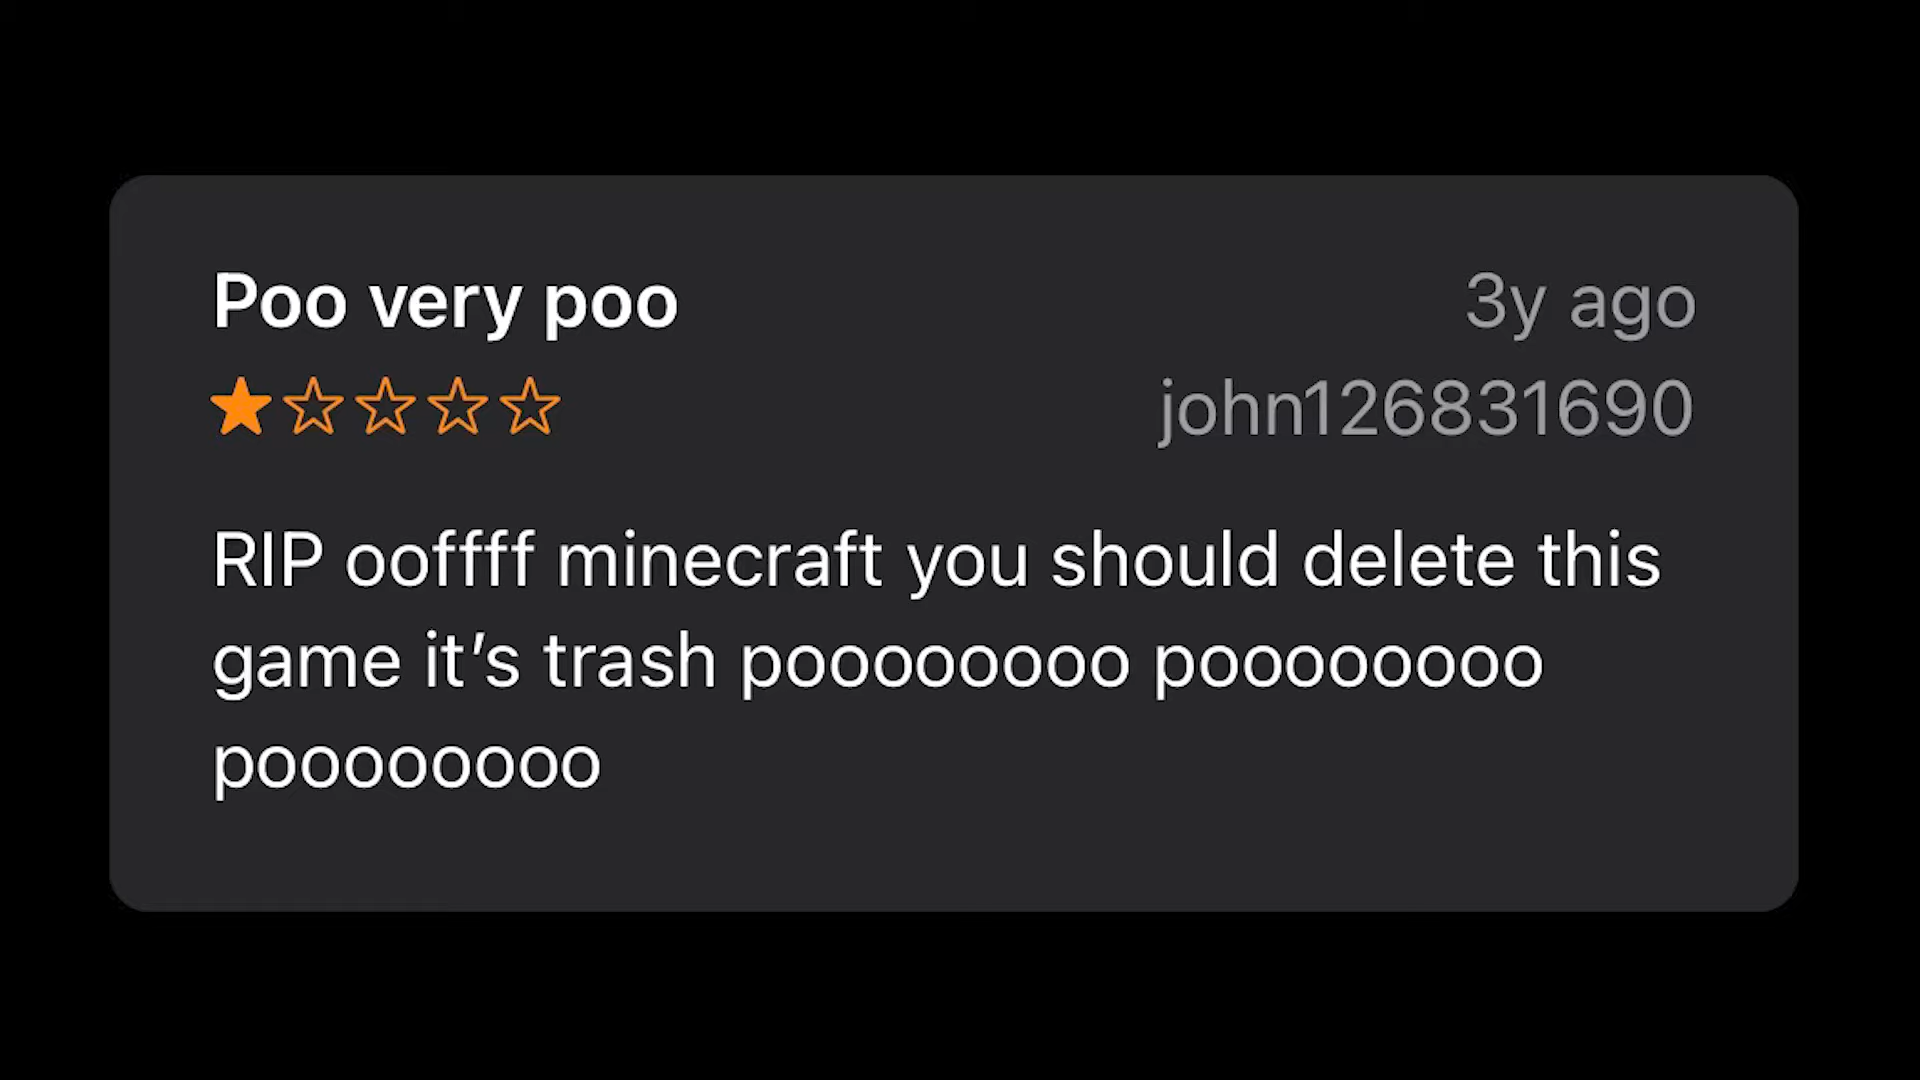 Poo very poo
3y ago
john126831690
RIP ooffff minecraft you should delete this
game it’s trash poooooooo poooooooo
poooooooo